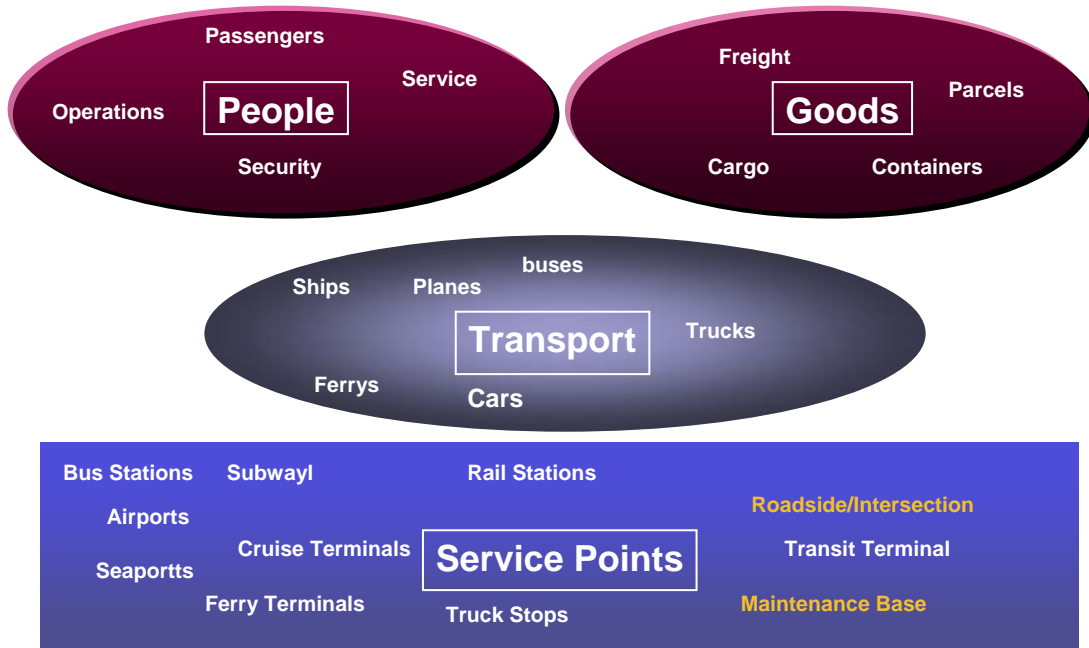 Passengers
Service
Operations
People
Security
Freight
Parcels
Goods
Cargo
Containers
buses
Ships
Planes
Transport
Trucks
Ferrys
Cars
Bus Stations
Subwayl
Rail Stations
Roadside/Intersection
Airports
Cruise Terminals
Service Points
Transit Terminal
Seaportts
Ferry Terminals
Truck Stops
Maintenance Base